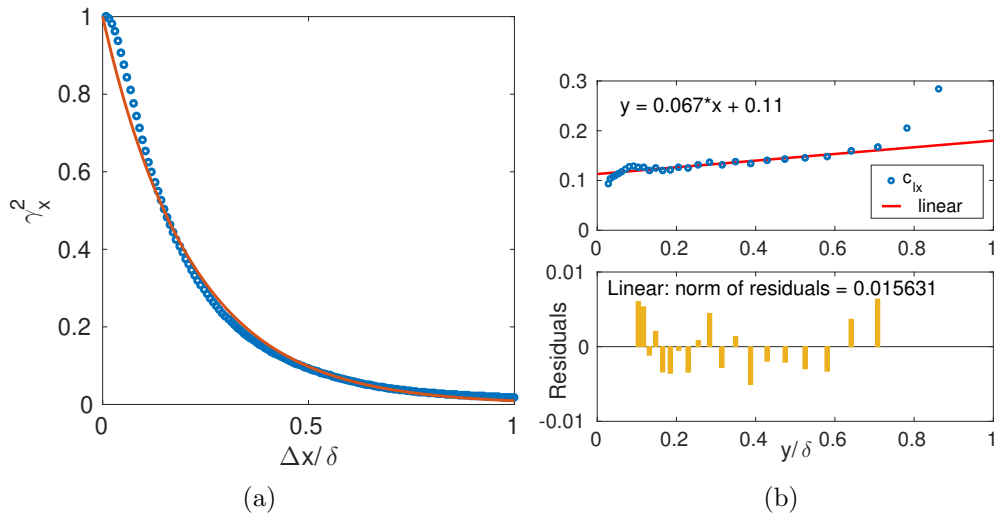 1
0.8
0.6
0.4
0.2
0
0 0.5 1
γₓ²
Δx/δ
(a)
0.3
0.2
0.1
0
y = 0.067*x + 0.11
c_lx
linear
0 0.2 0.4 0.6 0.8 1
0.01
0
-0.01
Linear: norm of residuals = 0.015631
Residuals
0 0.2 0.4 0.6 0.8 1
y/δ
(b)